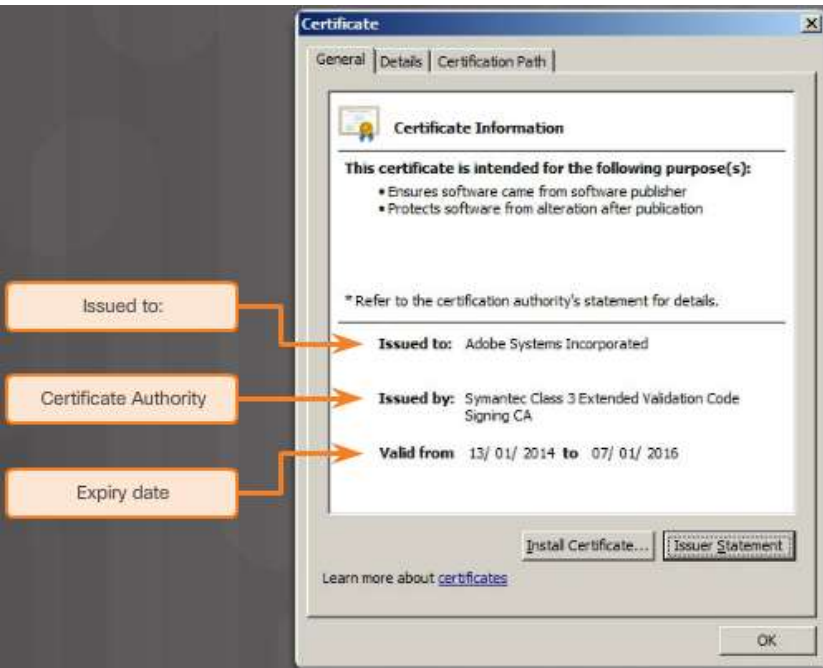 Certificate
General
Details
Certification Path
Certificate Information
This certificate is intended for the following purpose(s):
• Ensures software came from software publisher
• Protects software from alteration after publication
* Refer to the certification authority's statement for details.
Issued to:
Issued to: Adobe Systems Incorporated
Certificate Authority
Issued by: Symantec Class 3 Extended Validation Code
Signing CA
Expiry date
Valid from 13/ 01/ 2014 to 07/ 01/ 2016
Install Certificate...
Issuer Statement
Learn more about certificates
OK